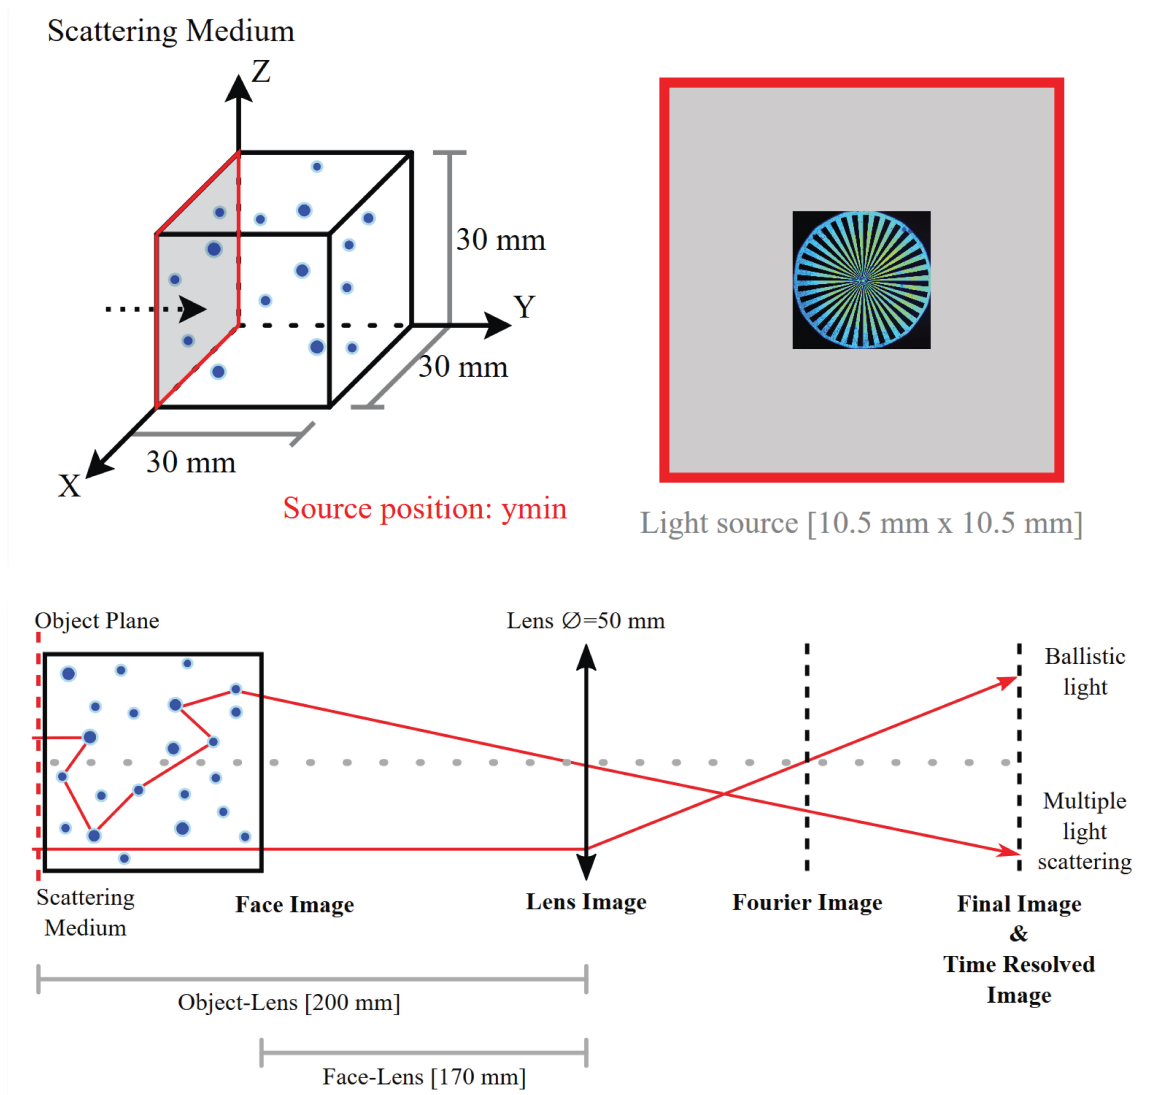 Scattering Medium
Z
30 mm
Y
30 mm
30 mm
X
Source position: ymin
Light source [10.5 mm x 10.5 mm]
Object Plane
Lens ∅=50 mm
Ballistic
light
Multiple
light
scattering
Scattering
Medium
Face Image
Lens Image
Fourier Image
Final Image
&
Time Resolved
Image
Object-Lens [200 mm]
Face-Lens [170 mm]